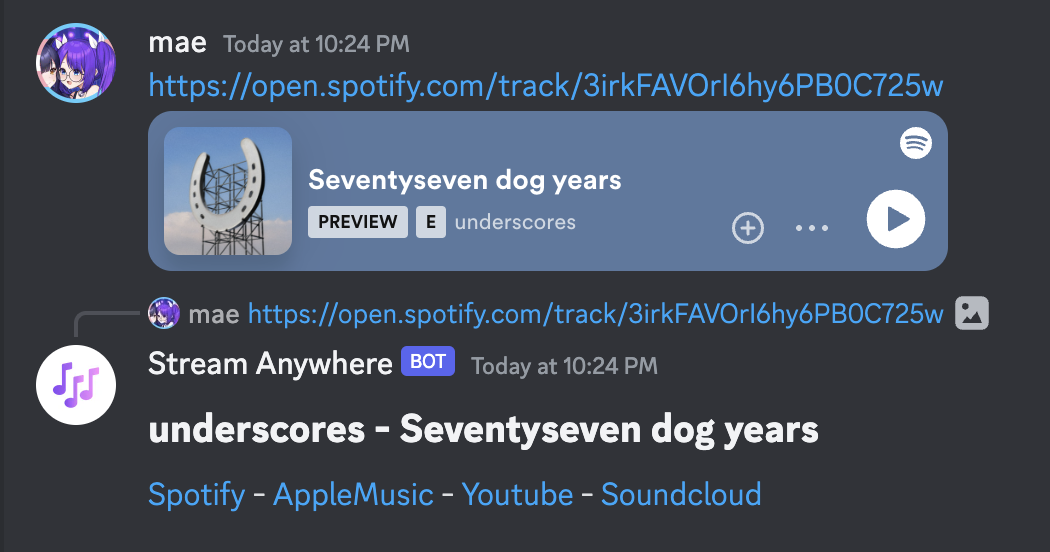 mae Today at 10:24 PM
https://open.spotify.com/track/3irkFAVOrI6hy6PB0C725w
Seventyseven dog years
PREVIEW E underscores
mae https://open.spotify.com/track/3irkFAVOrI6hy6PB0C725w
Stream Anywhere BOT Today at 10:24 PM
underscores - Seventyseven dog years
Spotify - AppleMusic - Youtube - Soundcloud